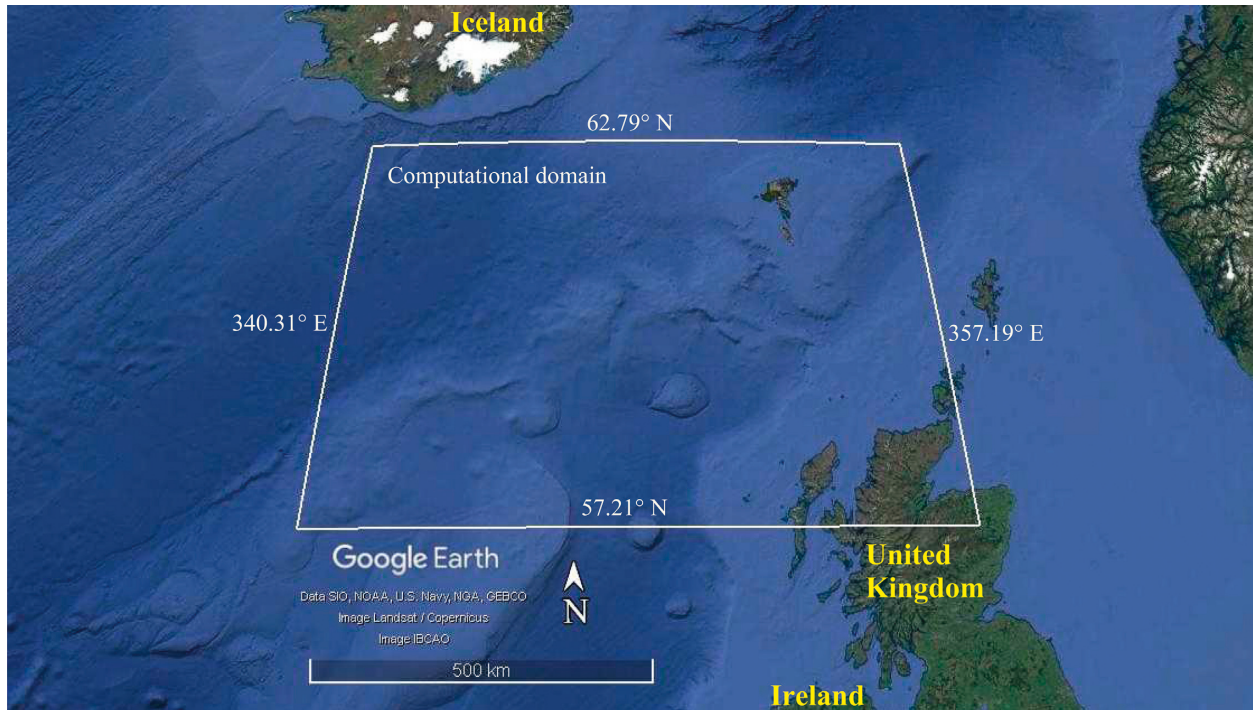 Iceland
62.79° N
Computational domain
340.31° E
357.19° E
57.21° N
Google Earth
Data SIO, NOAA, U.S. Navy, NGA, GEBCO
Image Landsat / Copernicus
Image IBCAO
N
500 km
United
Kingdom
Ireland